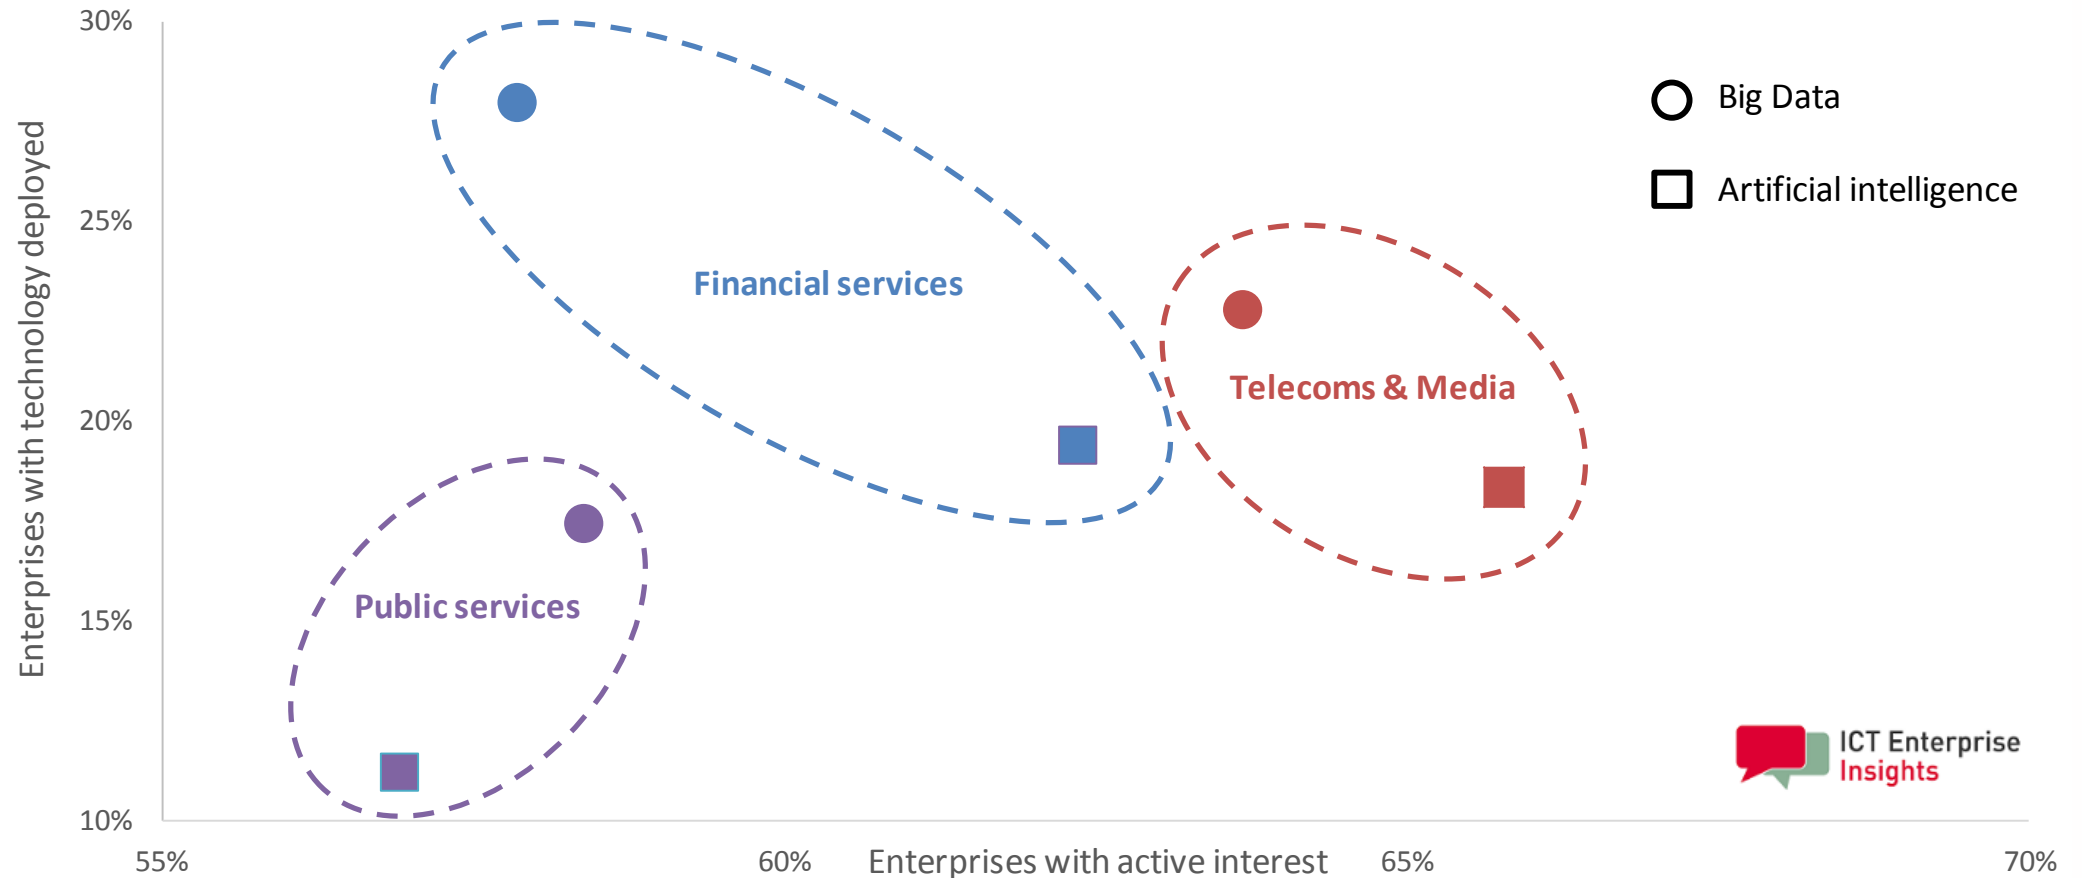 30%
25%
20%
15%
10%
Enterprises with technology deployed
Big Data
Artificial intelligence
Financial services
Telecoms & Media
Public services
ICT Enterprise
Insights
55%
60%
Enterprises with active interest
65%
70%